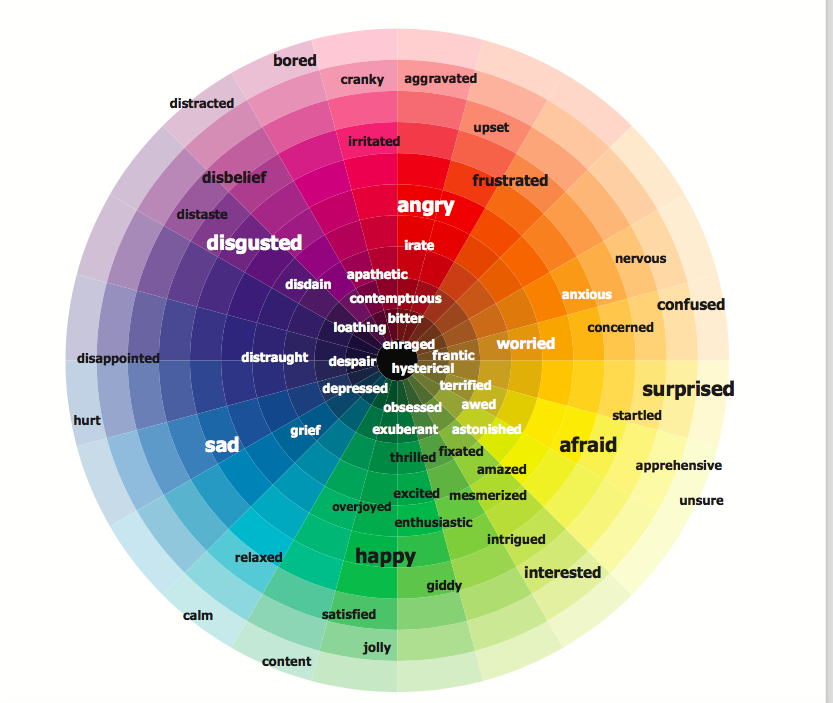 bored
cranky
aggravated
distracted
upset
irritated
disbelief
frustrated
distaste
angry
disgusted
irate
nervous
apathetic
disdain
anxious
contemptuous
confused
bitter
loathing
concerned
enraged
worried
disappointed
distraught
despair
frantic
hysterical
depressed
terrified
surprised
obsessed
awed
startled
hurt
grief
exuberant
astonished
sad
afraid
thrilled
fixated
amazed
apprehensive
excited
mesmerized
unsure
overjoyed
enthusiastic
intrigued
relaxed
happy
interested
giddy
calm
satisfied
jolly
content